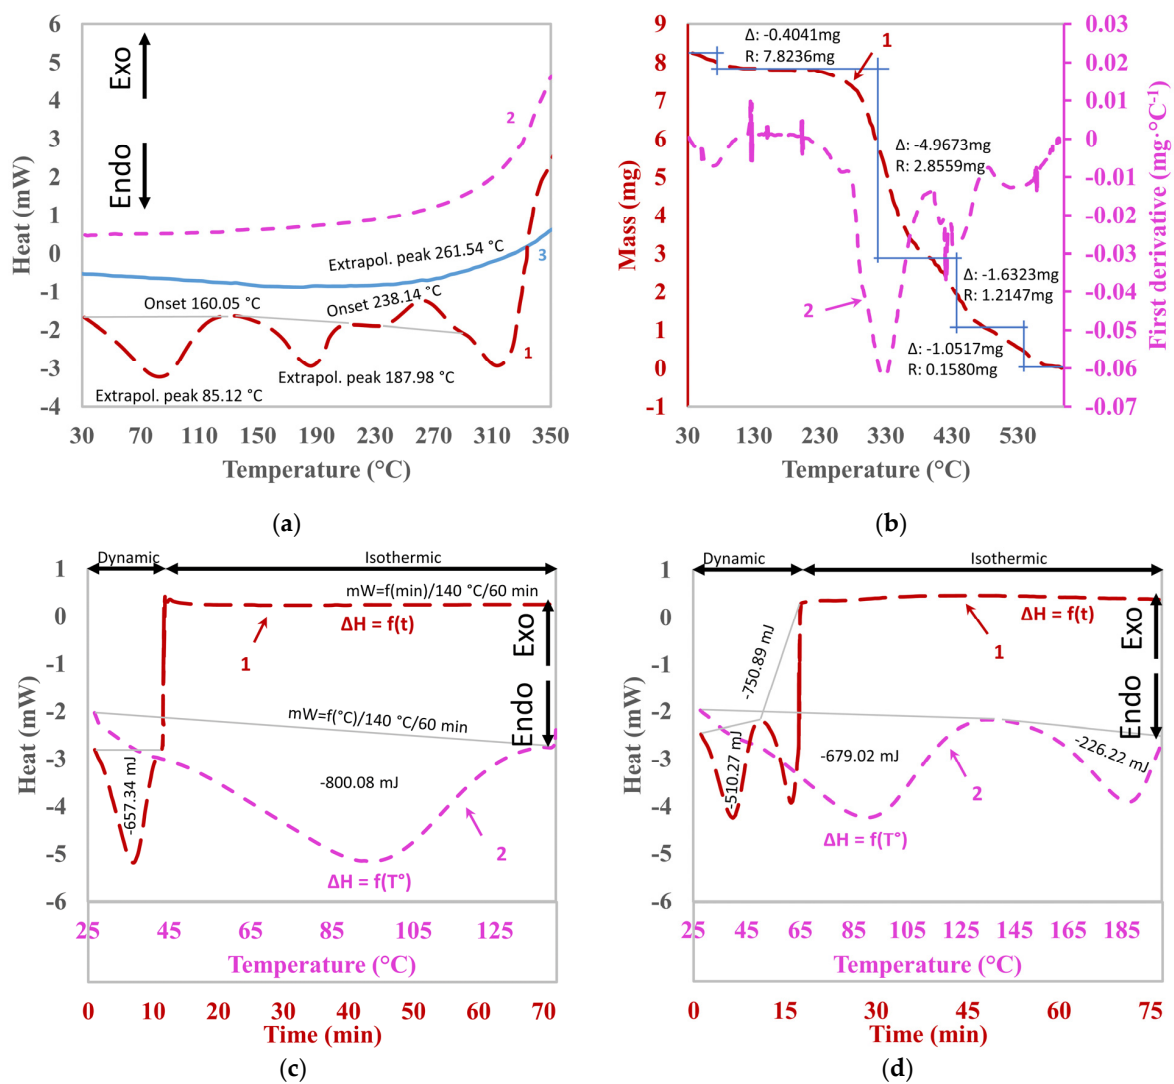 6
5
4
3
2
1
0
-1
-2
-3
-4
Heat (mW)
Exo
Endo
2
3
1
Extrapol. peak 261.54 °C
Onset 160.05 °C
Onset 238.14 °C
Extrapol. peak 187.98 °C
Extrapol. peak 85.12 °C
30 70 110 150 190 230 270 310 350
Temperature (°C)
(a)
9
8
7
6
5
4
3
2
1
0
-1
Mass (mg)
Δ: -0.4041mg
R: 7.8236mg
1
Δ: -4.9673mg
R: 2.8559mg
Δ: -1.6323mg
R: 1.2147mg
2
Δ: -1.0517mg
R: 0.1580mg
0.03
0.02
0.01
0
-0.01
-0.02
-0.03
-0.04
-0.05
-0.06
-0.07
First derivative (mg·°C⁻¹)
30 130 230 330 430 530
Temperature (°C)
(b)
Dynamic Isothermic
1
0
-1
-2
-3
-4
-5
-6
Heat (mW)
mW=f(min)/140 °C/60 min
ΔH = f(t)
1
Exo
Endo
mW=f(°C)/140 °C/60 min
-657.34 mJ
-800.08 mJ
2
ΔH = f(T°)
25 45 65 85 105 125
Temperature (°C)
0 10 20 30 40 50 60 70
Time (min)
(c)
Dynamic Isothermic
1
0
-1
-2
-3
-4
-5
-6
Heat (mW)
ΔH = f(t)
1
Exo
Endo
-750.89 mJ
-510.27 mJ
-679.02 mJ
-226.22 mJ
2
ΔH = f(T°)
25 45 65 85 105 125 145 165 185
Temperature (°C)
0 15 30 45 60 75
Time (min)
(d)